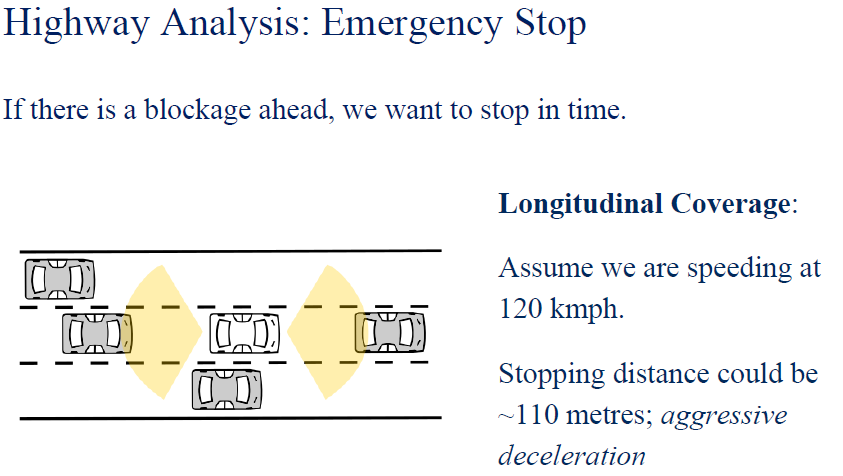 Highway Analysis: Emergency Stop
If there is a blockage ahead, we want to stop in time.
Longitudinal Coverage:
Assume we are speeding at
120 kmph.
Stopping distance could be
~110 metres; aggressive
deceleration